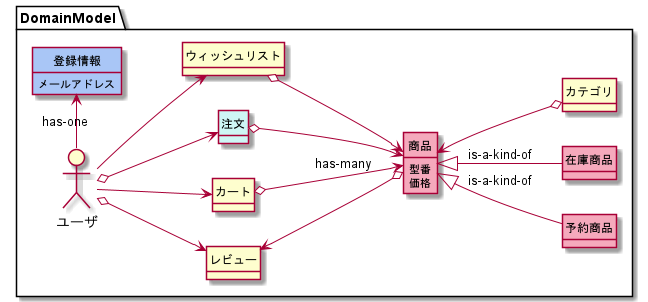 DomainModel
登録情報
メールアドレス
has-one
ユーザ
ウィッシュリスト
注文
カート
レビュー
has-many
商品
型番
価格
is-a-kind-of
is-a-kind-of
カテゴリ
在庫商品
予約商品